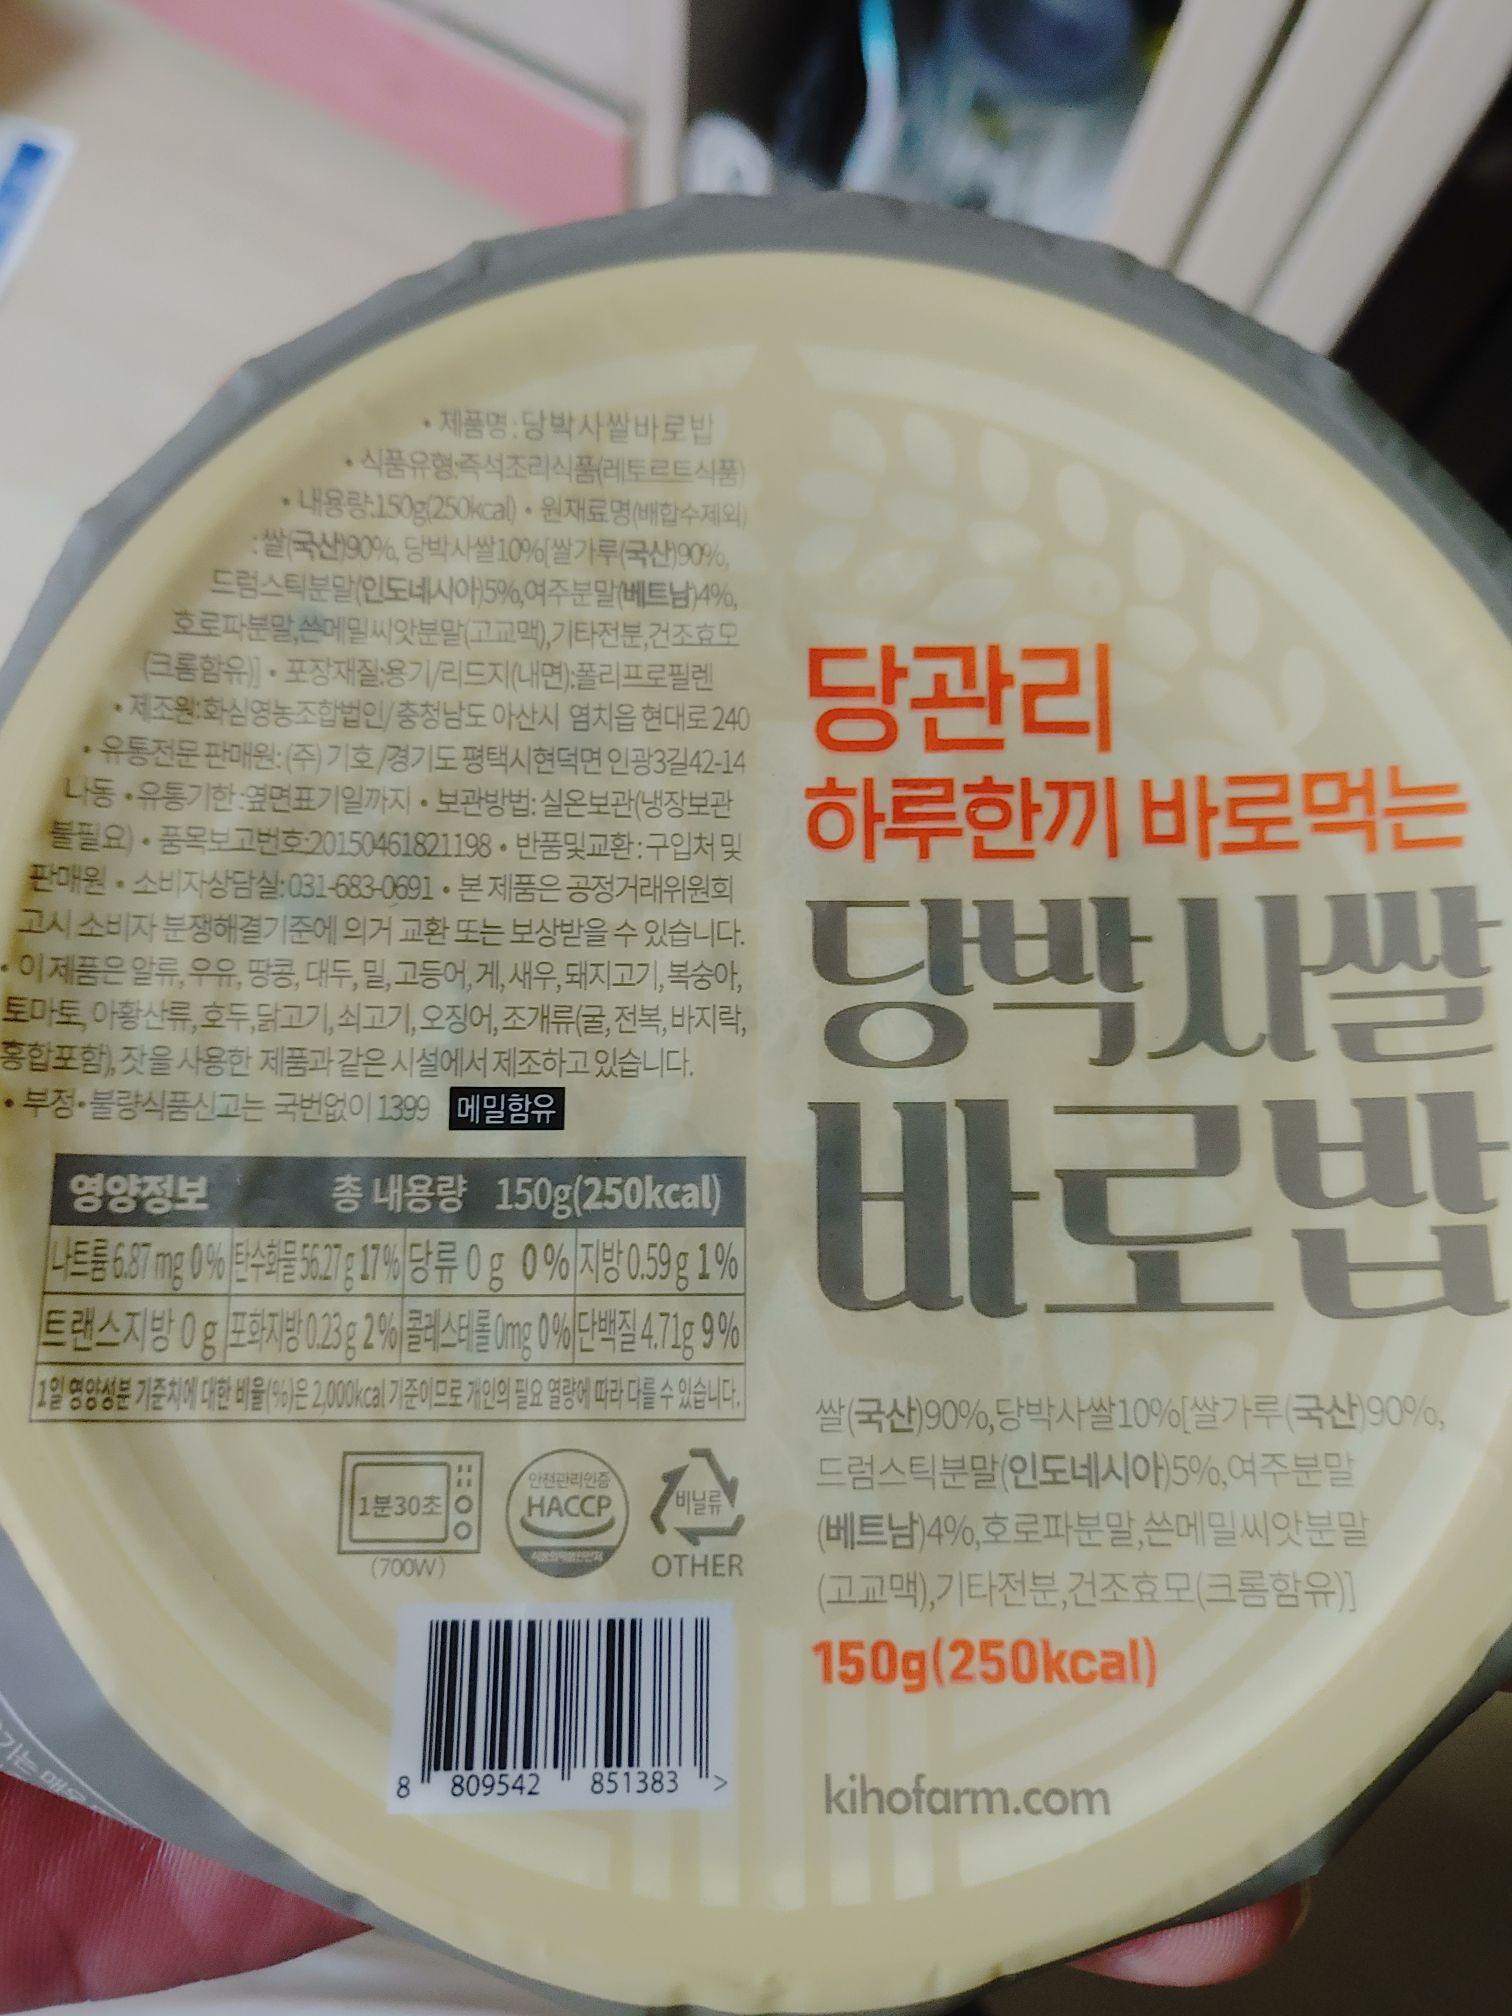 • 제품명:당박사쌀바로밥
• 식품유형:즉석조리식품(레토르트식품)
• 내용량:150g(250kcal) • 원재료명(배합수제외)
:쌀(국산)90%, 당박사쌀10%[쌀가루(국산)90%,
드럼스틱분말(인도네시아)5%,여주분말(베트남)4%,
호로파분말,쓴메밀씨앗분말(고교맥),기타전분,건조효모
(크롬함유)] • 포장재질:용기/리드지(내면):폴리프로필렌
• 제조원:화심영농조합법인/충청남도 아산시 염치읍 현대로 240
• 유통전문판매원:(주)기호/경기도 평택시현덕면 인광3길42-14
나동 • 유통기한:옆면표기일까지 • 보관방법: 실온보관(냉장보관
불필요) • 품목보고번호:20150461821198 • 반품및교환:구입처 및
판매원 • 소비자상담실:031-683-0691 • 본 제품은 공정거래위원회
고시 소비자 분쟁해결기준에 의거 교환 또는 보상받을 수 있습니다.
• 이 제품은 알류, 우유, 땅콩, 대두, 밀, 고등어, 게, 새우, 돼지고기, 복숭아,
토마토, 아황산류, 호두,닭고기, 쇠고기, 오징어, 조개류(굴, 전복, 바지락,
홍합포함), 잣을 사용한 제품과 같은 시설에서 제조하고 있습니다.
• 부정•불량식품신고는 국번없이 1399 메밀함유
영양정보 총 내용량 150g(250kcal)
나트륨 6.87mg 0% 탄수화물 56.27g 17% 당류 0g 0% 지방 0.59g 1%
트랜스지방 0g 포화지방 0.23g 2% 콜레스테롤 0mg 0% 단백질 4.71g 9%
1일 영양성분 기준치에 대한 비율(%)은 2,000kcal 기준이므로 개인의 필요 열량에 따라 다를 수 있습니다.
1분30초
(700W)
안전관리인증
HACCP
비닐류
OTHER
8 809542 851383 >
당관리
하루한끼 바로먹는
당박사쌀
바로밥
쌀(국산)90%,당박사쌀10%[쌀가루(국산)90%,
드럼스틱분말(인도네시아)5%,여주분말
(베트남)4%,호로파분말,쓴메밀씨앗분말
(고교맥),기타전분,건조효모(크롬함유)]
150g(250kcal)
kihofarm.com